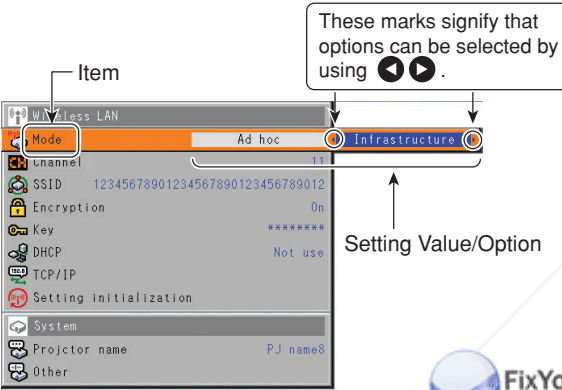 These marks signify that
options can be selected by
using ◀ ▶ .
Item
Wireless LAN
Mode Ad hoc Infrastructure
Channel 11
SSID 12345678901234567890123456789012
Encryption On
Key ********
DHCP Not use
TCP/IP
Setting initialization
Setting Value/Option
System
Projctor name PJ name8
Other
FixYo